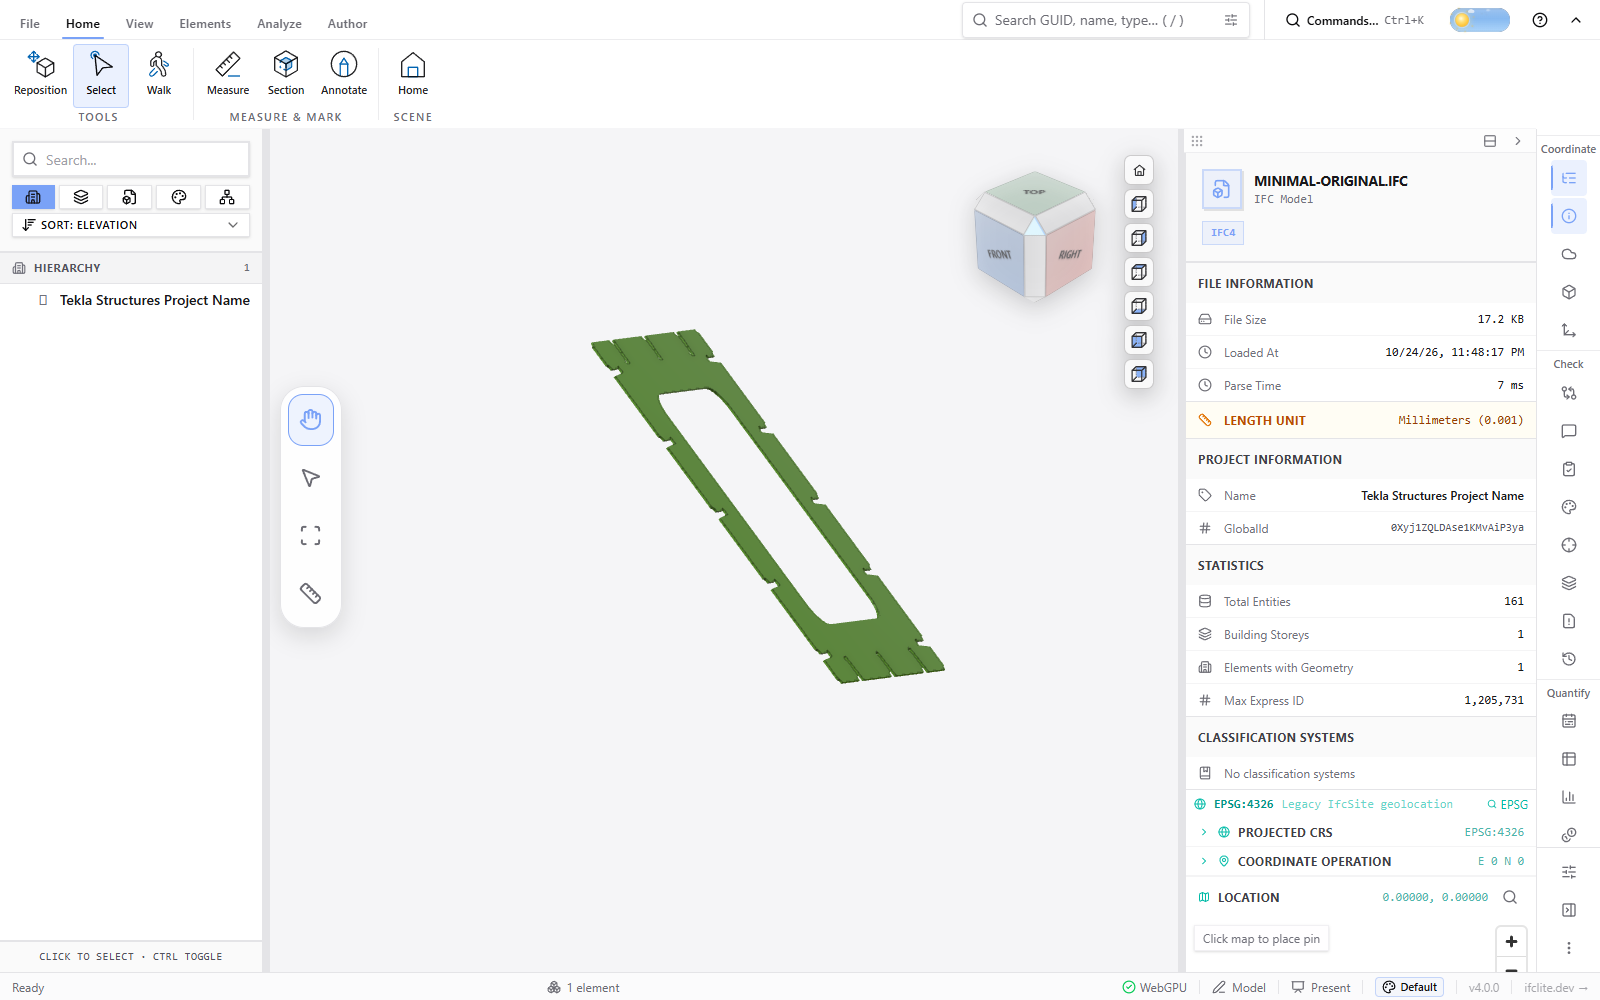 File Home View Elements Analyze Author
Search GUID, name, type... ( / )
Commands... Ctrl+K
Reposition Select Walk Measure Section Annotate Home
TOOLS MEASURE & MARK SCENE
Search...
SORT: ELEVATION
HIERARCHY 1
Tekla Structures Project Name
CLICK TO SELECT · CTRL TOGGLE
TOP
FRONT RIGHT
MINIMAL-ORIGINAL.IFC
IFC Model
IFC4
FILE INFORMATION
File Size 17.2 KB
Loaded At 10/24/26, 11:48:17 PM
Parse Time 7 ms
LENGTH UNIT Millimeters (0.001)
PROJECT INFORMATION
Name Tekla Structures Project Name
GlobalId 0Xyj1ZQLDAse1KMvAiP3ya
STATISTICS
Total Entities 161
Building Storeys 1
Elements with Geometry 1
Max Express ID 1,205,731
CLASSIFICATION SYSTEMS
No classification systems
EPSG:4326 Legacy IfcSite geolocation EPSG
PROJECTED CRS EPSG:4326
COORDINATE OPERATION E 0 N 0
LOCATION 0.00000, 0.00000
Click map to place pin
Coordinate
Check
Quantify
Ready
1 element
WebGPU Model Present Default v4.0.0 ifclite.dev →